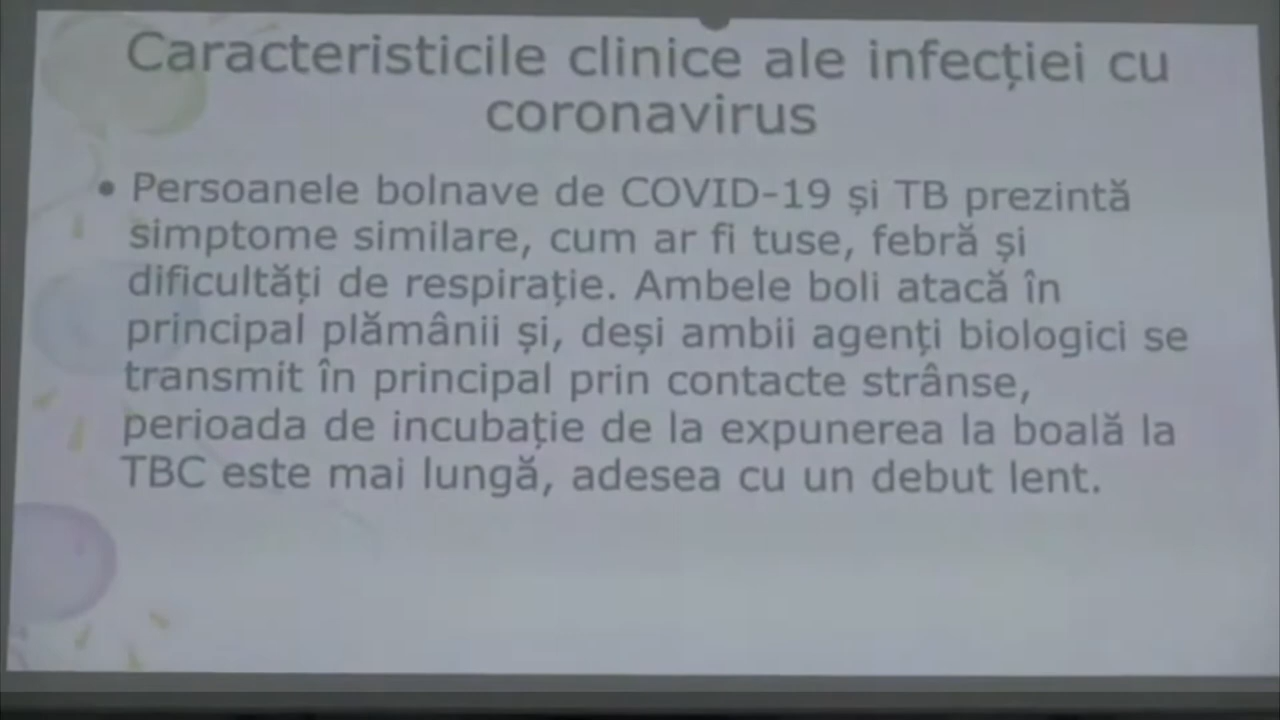 Caracteristicile clinice ale infecției cu
coronavirus
• Persoanele bolnave de COVID-19 și TB prezintă
simptome similare, cum ar fi tuse, febră și
dificultăți de respirație. Ambele boli atacă în
principal plămânii și, deși ambii agenți biologici se
transmit în principal prin contacte strânse,
perioada de incubație de la expunerea la boală la
TBC este mai lungă, adesea cu un debut lent.